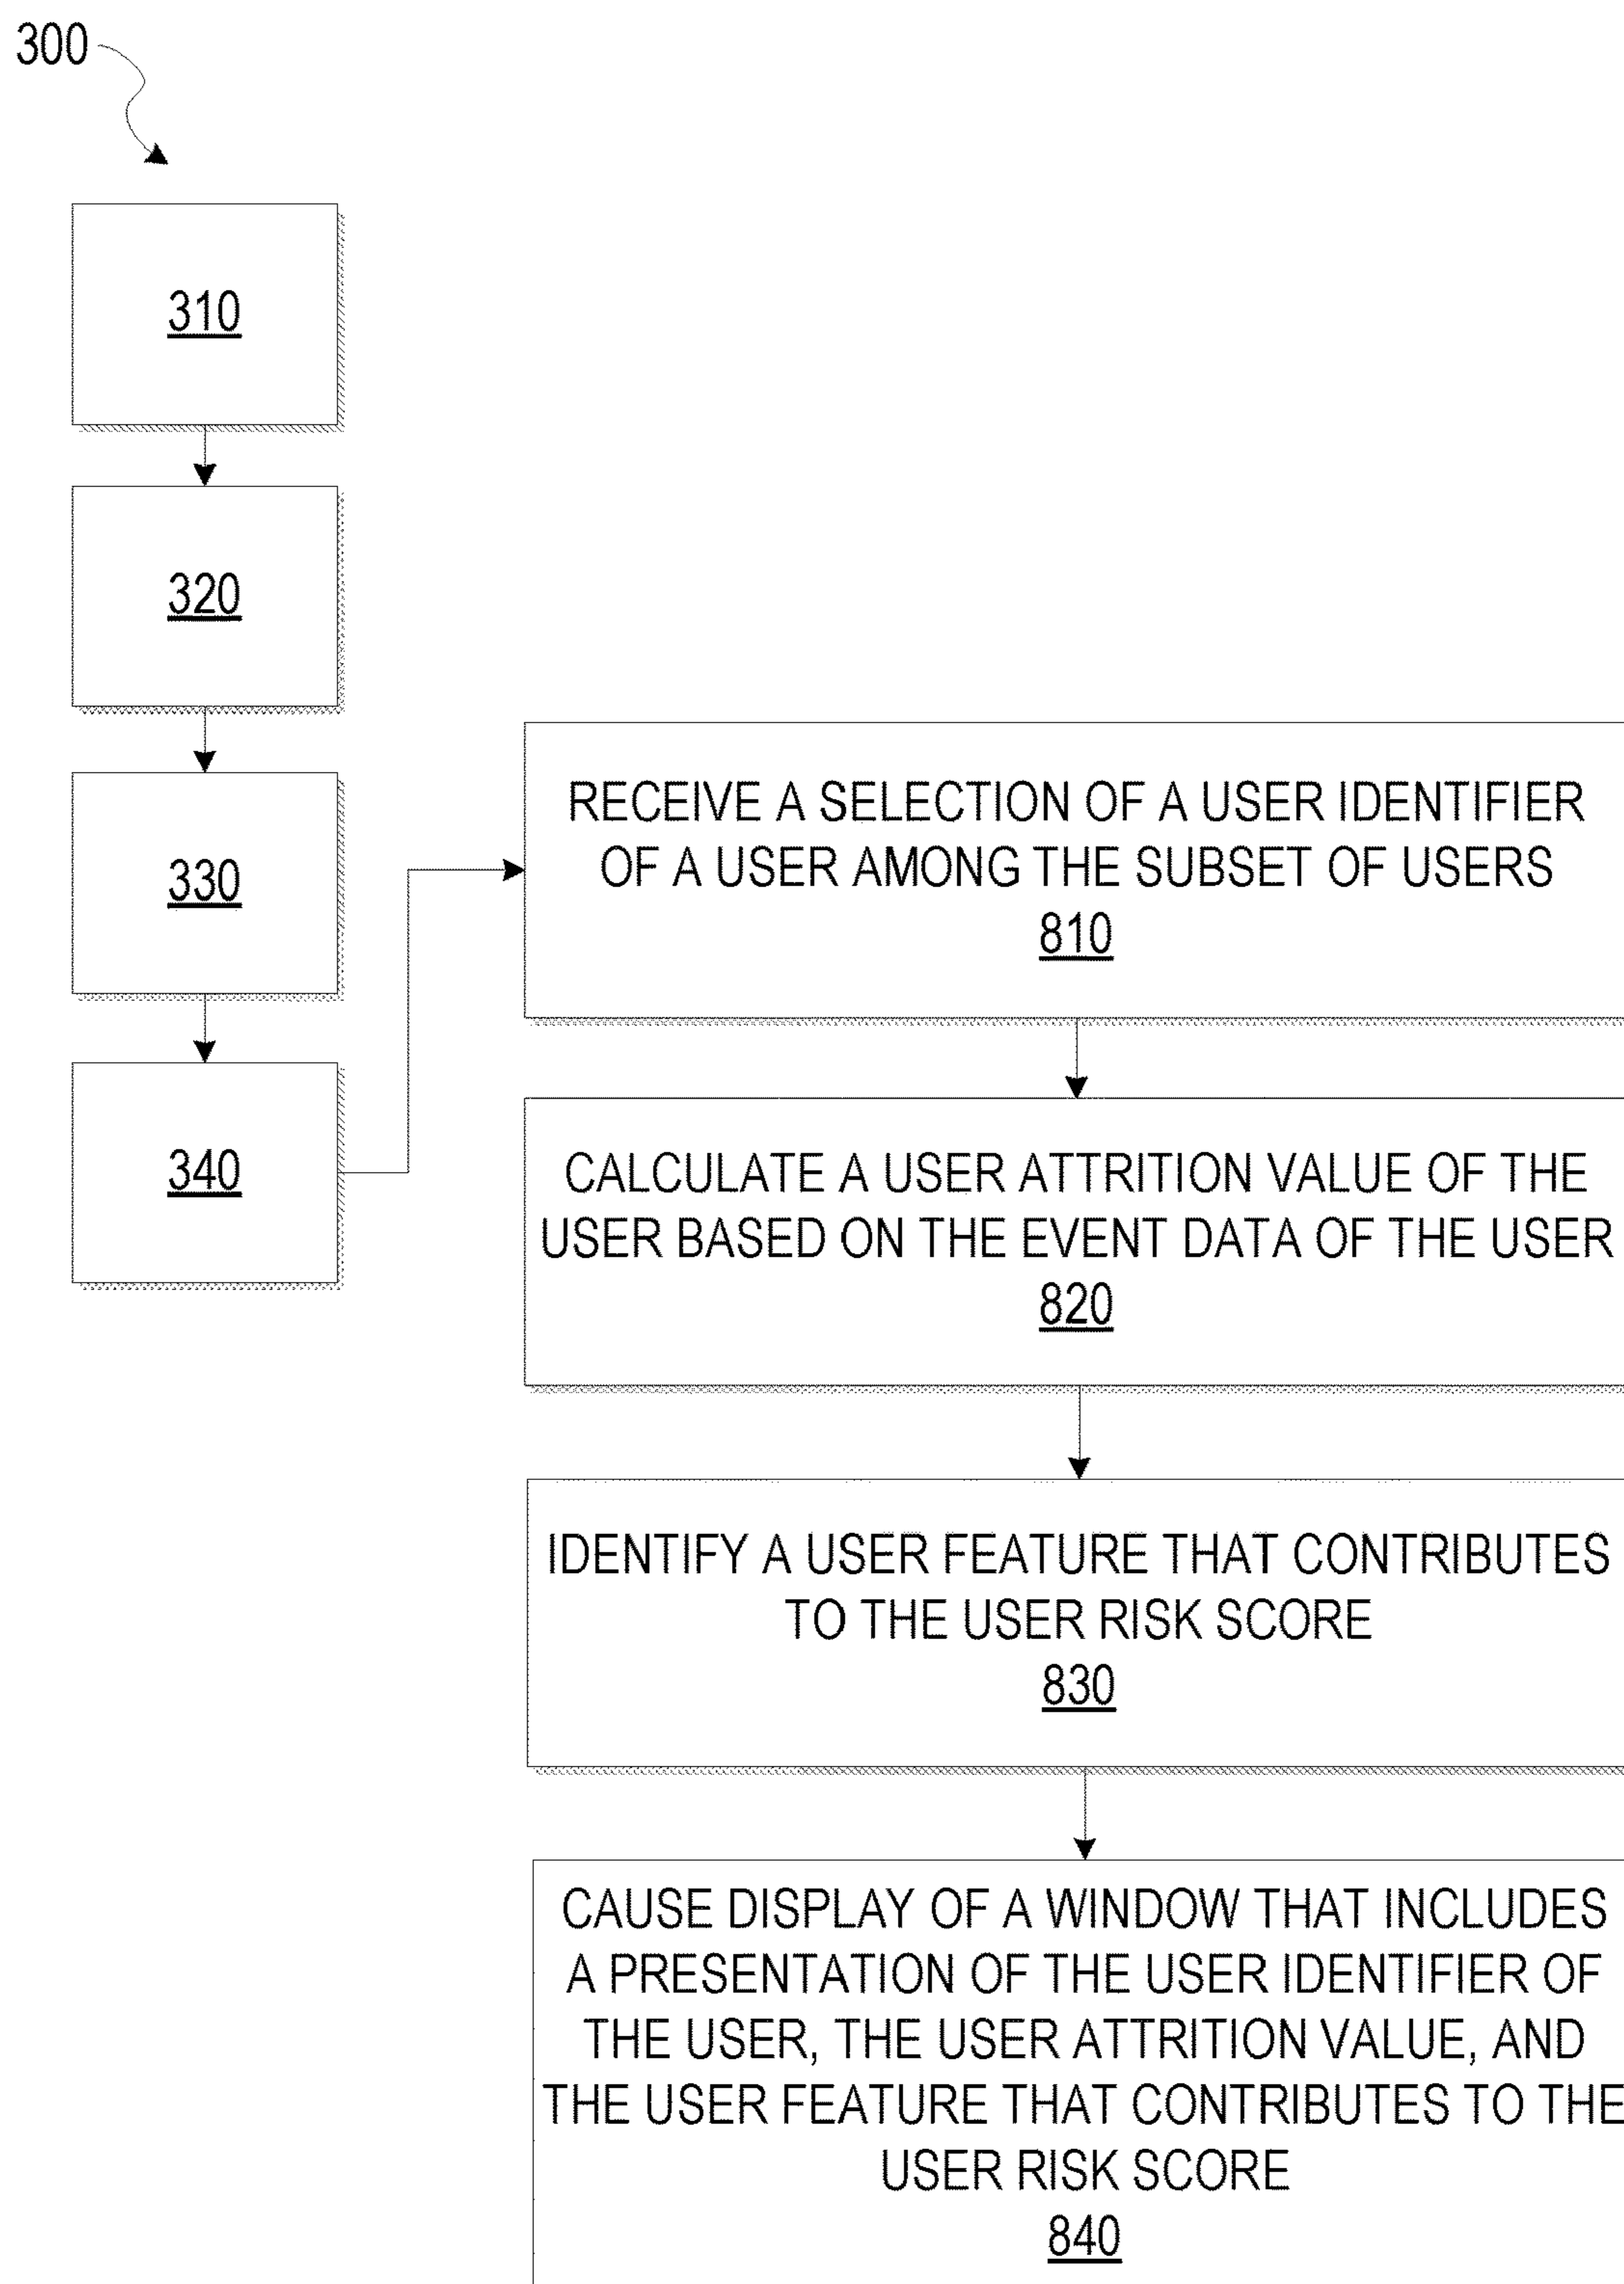 300
310
320
330
340
RECEIVE A SELECTION OF A USER IDENTIFIER
OF A USER AMONG THE SUBSET OF USERS
810
CALCULATE A USER ATTRITION VALUE OF THE
USER BASED ON THE EVENT DATA OF THE USER
820
IDENTIFY A USER FEATURE THAT CONTRIBUTES
TO THE USER RISK SCORE
830
CAUSE DISPLAY OF A WINDOW THAT INCLUDES
A PRESENTATION OF THE USER IDENTIFIER OF
THE USER, THE USER ATTRITION VALUE, AND
THE USER FEATURE THAT CONTRIBUTES TO THE
USER RISK SCORE
840